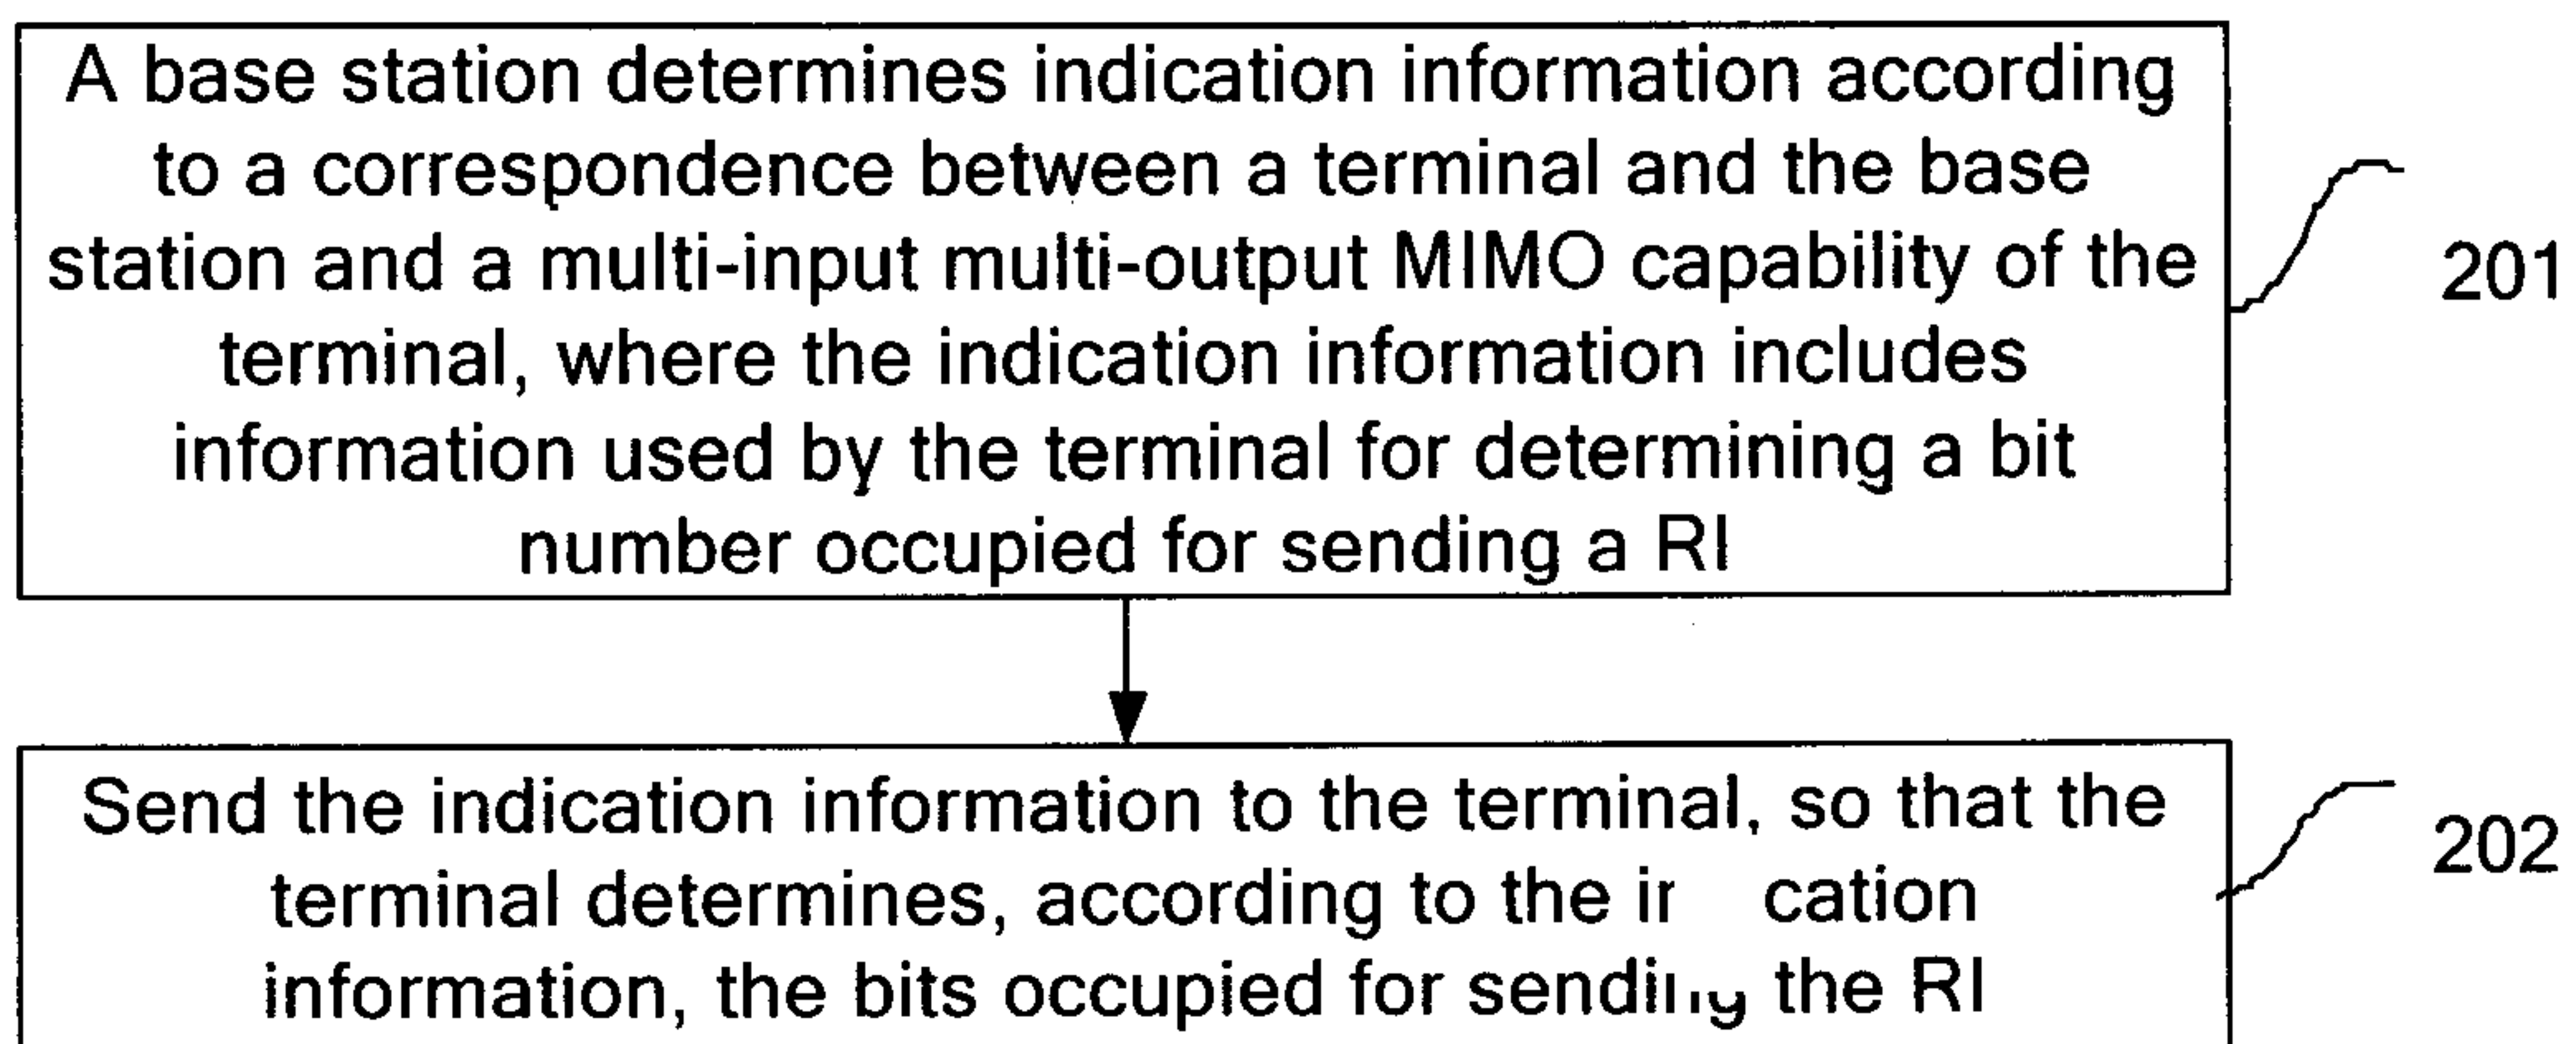 A base station determines indication information according
to a correspondence between a terminal and the base
station and a multi-input multi-output MIMO capability of the
terminal, where the indication information includes
information used by the terminal for determining a bit
number occupied for sending a RI
201
Send the indication information to the terminal, so that the
terminal determines, according to the
information, the bits occupied for sending the RI
202